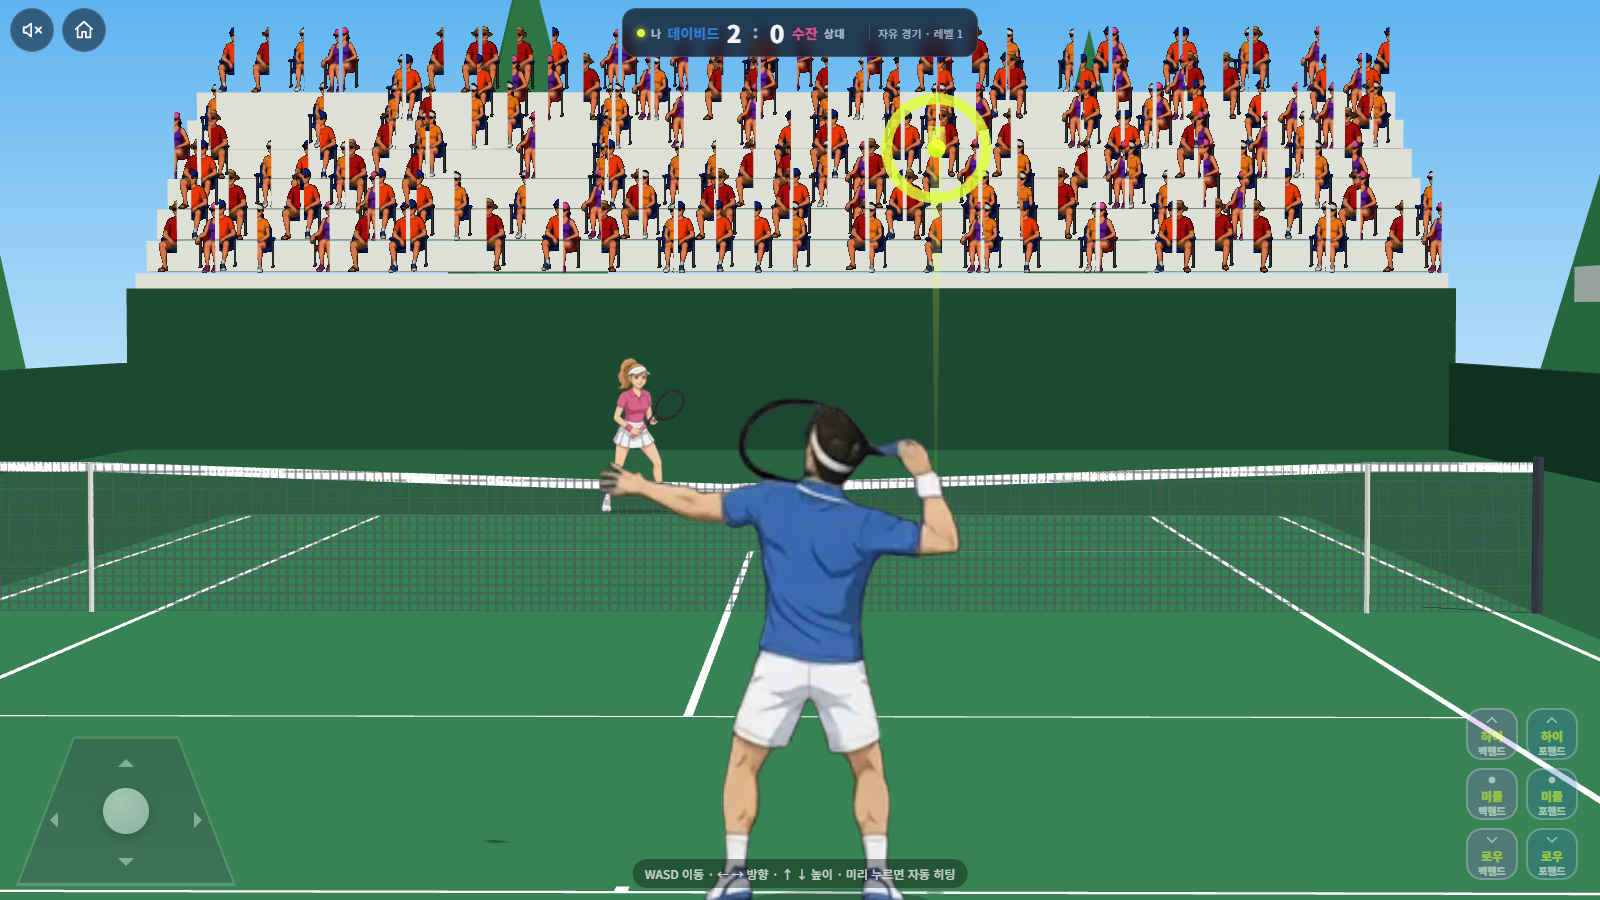 나 데이비드 2 : 0 수잔 상대 자유 경기 · 레벨 1
하이 백핸드
하이 포핸드
미들 백핸드
미들 포핸드
로우 백핸드
로우 포핸드
WASD 이동 · ←→ 방향 · ↑ ↓ 높이 · 미리 누르면 자동 히팅